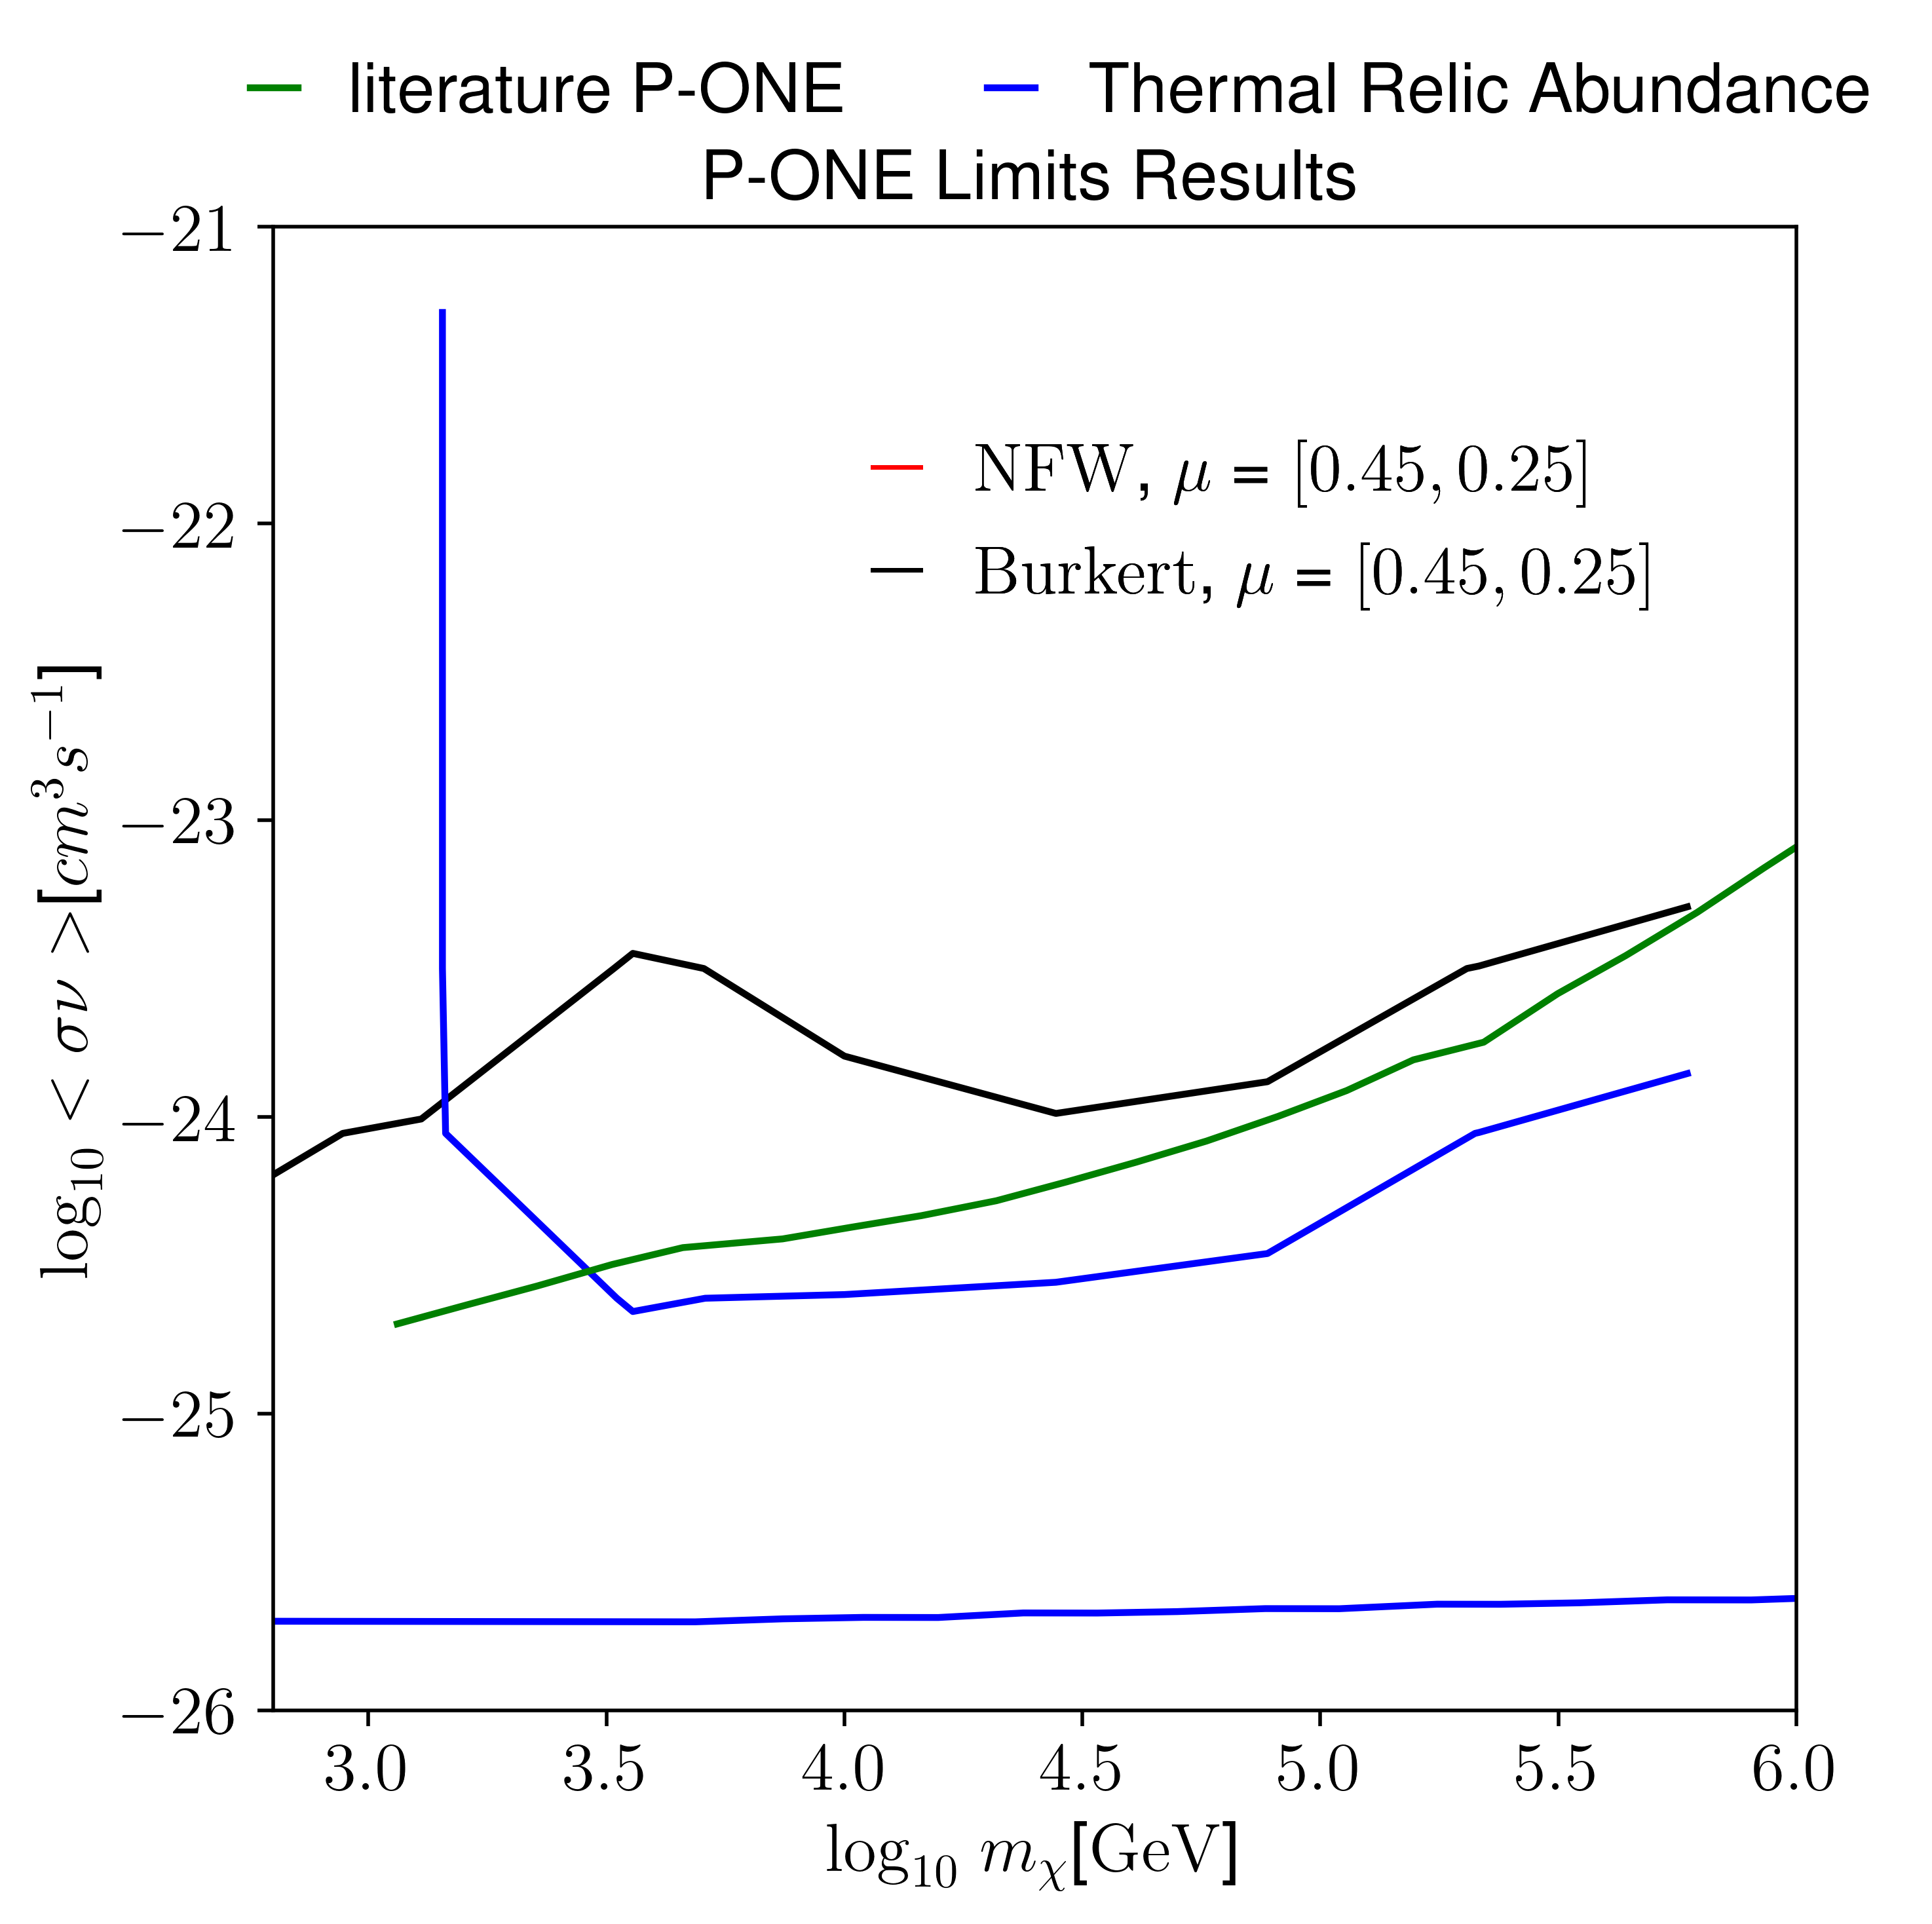 literature P-ONE Thermal Relic Abundance
P-ONE Limits Results
−21
−22
−23
−24
−25
−26
log₁₀ < σν >[cm³s⁻¹]
NFW, μ = [0.45, 0.25]
Burkert, μ = [0.45, 0.25]
3.0 3.5 4.0 4.5 5.0 5.5 6.0
log₁₀ mᵪ[GeV]